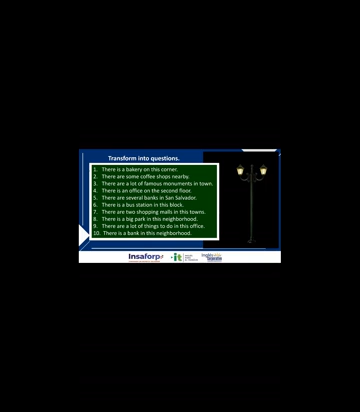 Transform into questions.
1. There is a bakery on this corner.
2. There are some coffee shops nearby.
3. There are a lot of famous monuments in town.
4. There is an office on the second floor.
5. There are several banks in San Salvador.
6. There is a bus station in this block.
7. There are two shopping malls in this towns.
8. There is a big park in this neighborhood.
9. There are a lot of things to do in this office.
10. There is a bank in this neighborhood.
Insaforp
it